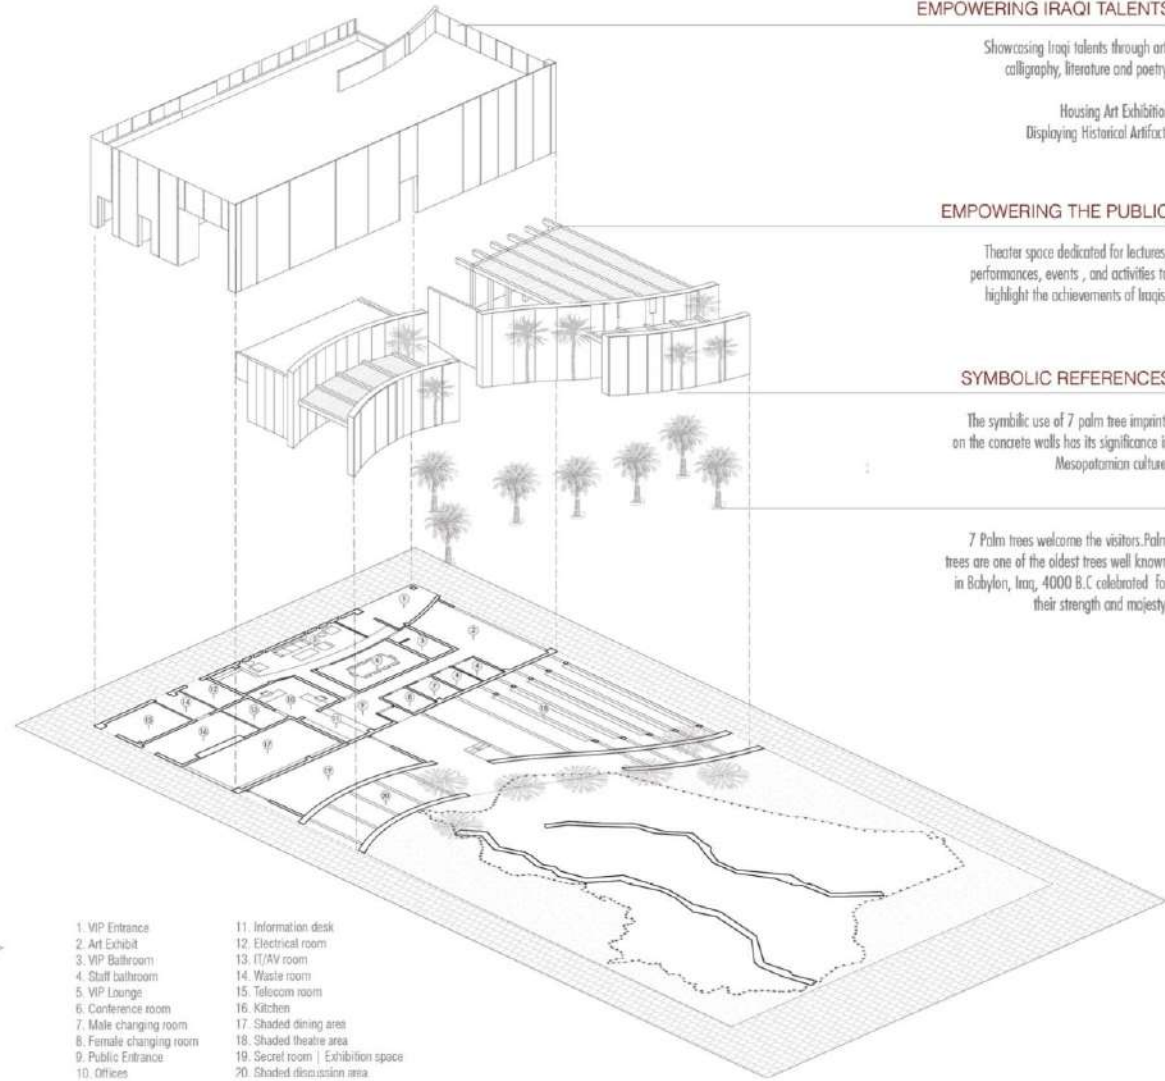 EMPOWERING IRAQI TALENTS
Showcasing Iraqi talents through art
calligraphy, literature and poetry
Housing Art Exhibitio
Displaying Historical Artifact
EMPOWERING THE PUBLIC
Theater space dedicated for lectures
performances, events , and activities to
highlight the achievements of Iraqis
SYMBOLIC REFERENCES
The symbilic use of 7 palm tree imprint
on the concrete walls has its significance i
Mesopotamian culture
7 Palm trees welcome the visitors.Palm
trees are one of the oldest trees well known
in Babylon, Iraq, 4000 B.C celebrated fo
their strength and majesty
1. VIP Entrance
2. Art Exhibit
3. VIP Bathroom
4. Staff bathroom
5. VIP Lounge
6. Conference room
7. Male changing room
8. Female changing room
9. Public Entrance
10. Offices
11. Information desk
12. Electrical room
13. IT/AV room
14. Waste room
15. Telecom room
16. Kitchen
17. Shaded dining area
18. Shaded theatre area
19. Secret room | Exhibition space
20. Shaded discussion area.